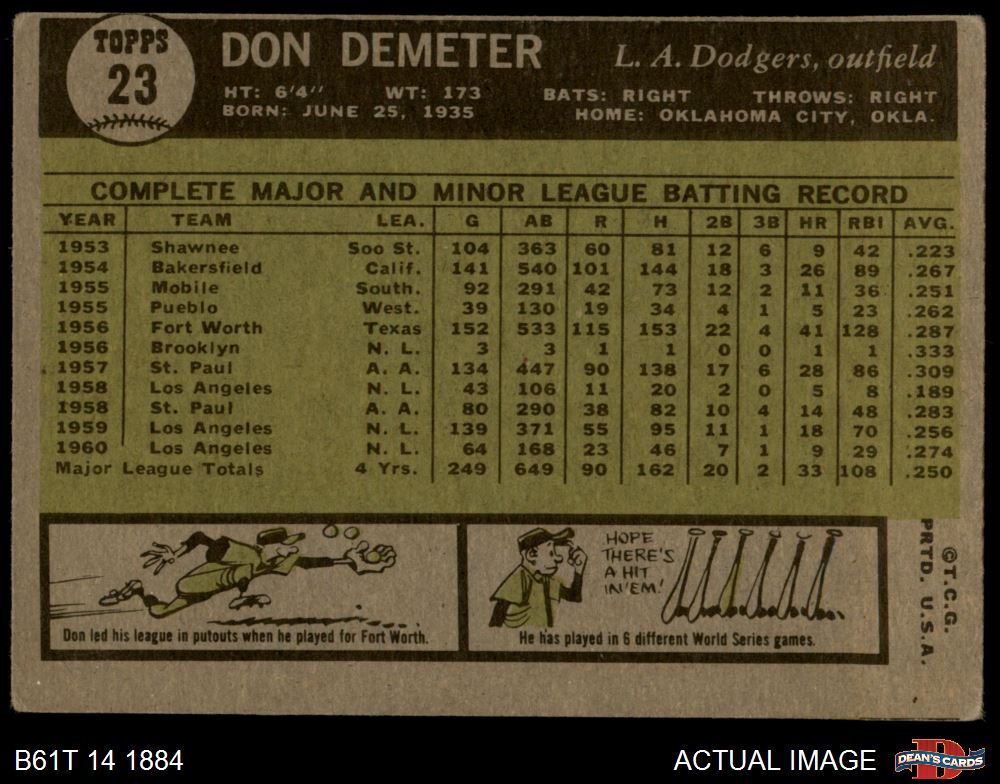 TOPPS
23
DON DEMETER
L. A. Dodgers, outfield
HT: 6'4" WT: 173 BATS: RIGHT THROWS: RIGHT
BORN: JUNE 25, 1935 HOME: OKLAHOMA CITY, OKLA.
COMPLETE MAJOR AND MINOR LEAGUE BATTING RECORD
YEAR TEAM LEA. G AB R H 2B 3B HR RBI AVG.
1953 Shawnee Soo St. 104 363 60 81 12 6 9 42 .223
1954 Bakersfield Calif. 141 540 101 144 18 3 26 89 .267
1955 Mobile South. 92 291 42 73 12 2 11 36 .251
1955 Pueblo West. 39 130 19 34 4 1 5 23 .262
1956 Fort Worth Texas 152 533 115 153 22 4 41 128 .287
1956 Brooklyn N. L. 3 3 1 1 0 0 1 1 .333
1957 St. Paul A. A. 134 447 90 138 17 6 28 86 .309
1958 Los Angeles N. L. 43 106 11 20 2 0 5 8 .189
1958 St. Paul A. A. 80 290 38 82 10 4 14 48 .283
1959 Los Angeles N. L. 139 371 55 95 11 1 18 70 .256
1960 Los Angeles N. L. 64 168 23 46 7 1 9 29 .274
Major League Totals 4 Yrs. 249 649 90 162 20 2 33 108 .250
Don led his league in putouts when he played for Fort Worth.
HOPE
THERE'S
A HIT
IN 'EM!
He has played in 6 different World Series games.
©T.C.G.
PRTD. U.S.A.
B61T 14 1884
ACTUAL IMAGE
DEAN'S CARDS